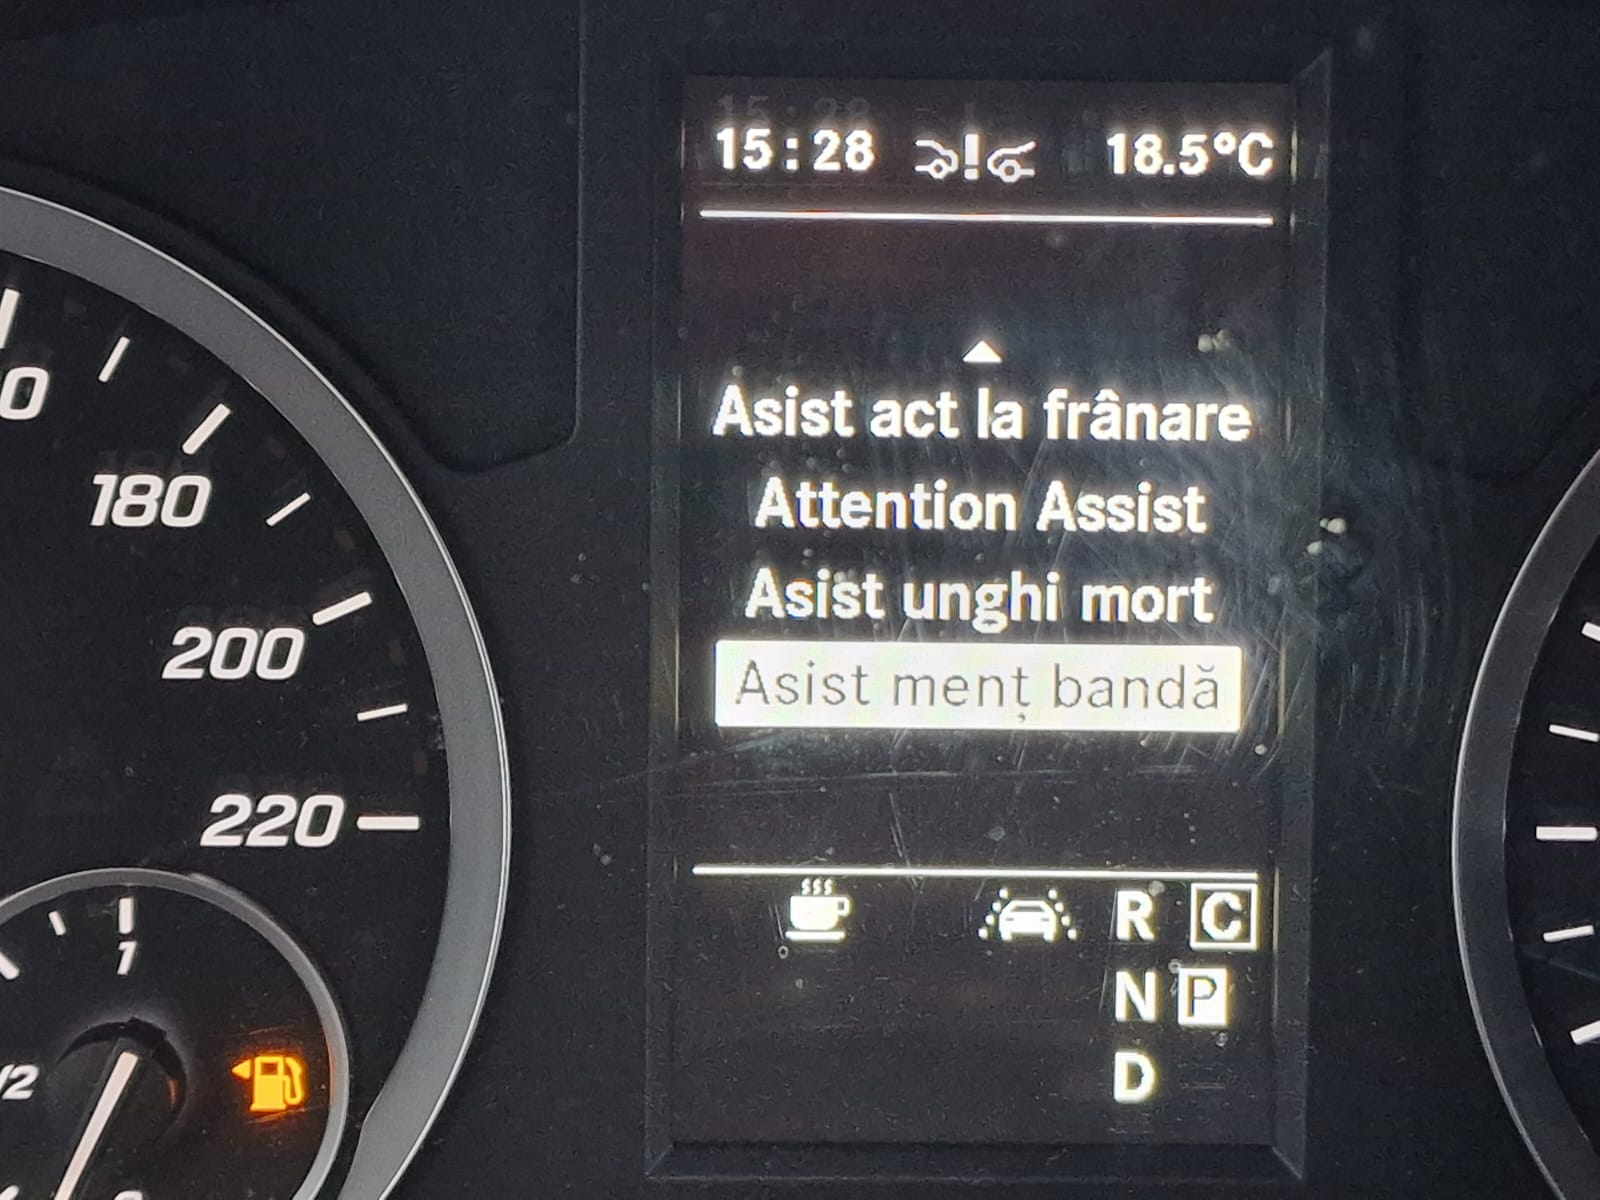 15:28 ! 18.5°C
Asist act la frânare
Attention Assist
Asist unghi mort
Asist menț bandă
R C
N P
D
180
200
220
1